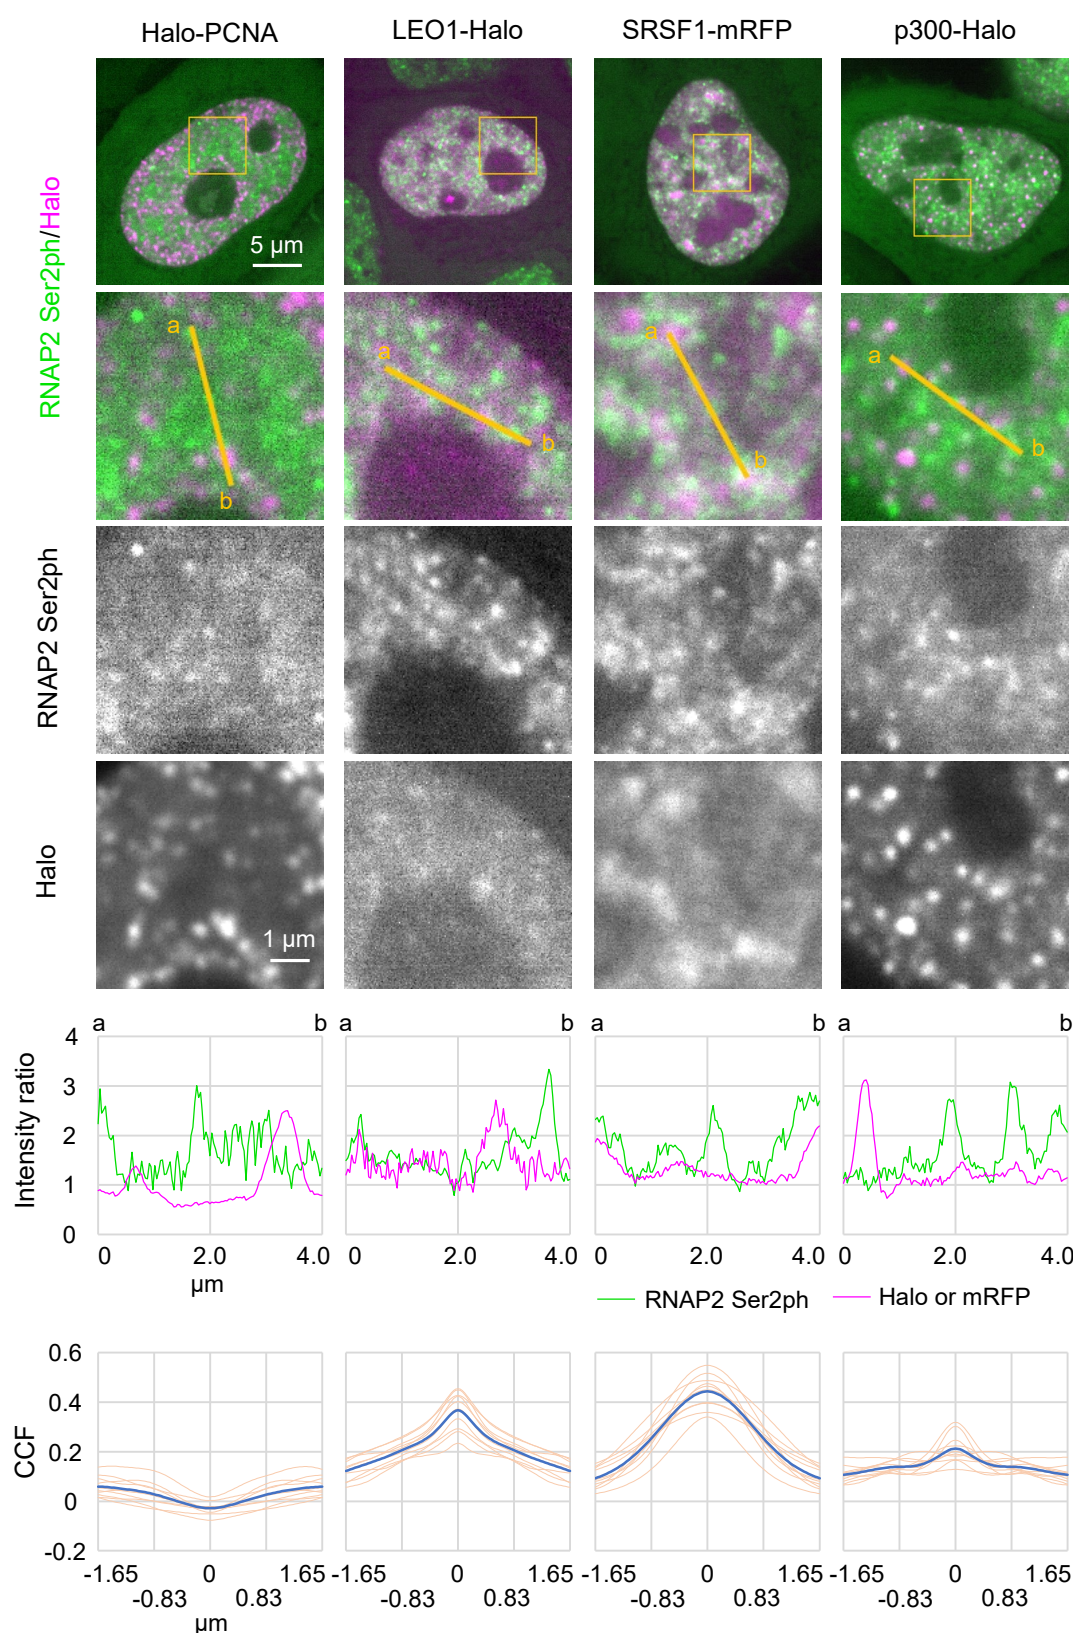 Halo-PCNA LEO1-Halo SRSF1-mRFP p300-Halo
RNAP2 Ser2ph/Halo
5 µm
a
b
a
b
a
b
a
b
RNAP2 Ser2ph
Halo
1 µm
a b a b a b a b
Intensity ratio
4
3
2
1
0
0 2.0 4.0 0 2.0 4.0 0 2.0 4.0 0 2.0 4.0
µm
RNAP2 Ser2ph Halo or mRFP
CCF
0.6
0.4
0.2
0
-0.2
-1.65 0 1.65 -1.65 0 1.65 -1.65 0 1.65 -1.65 0 1.65
-0.83 0.83 -0.83 0.83 -0.83 0.83 -0.83 0.83
µm